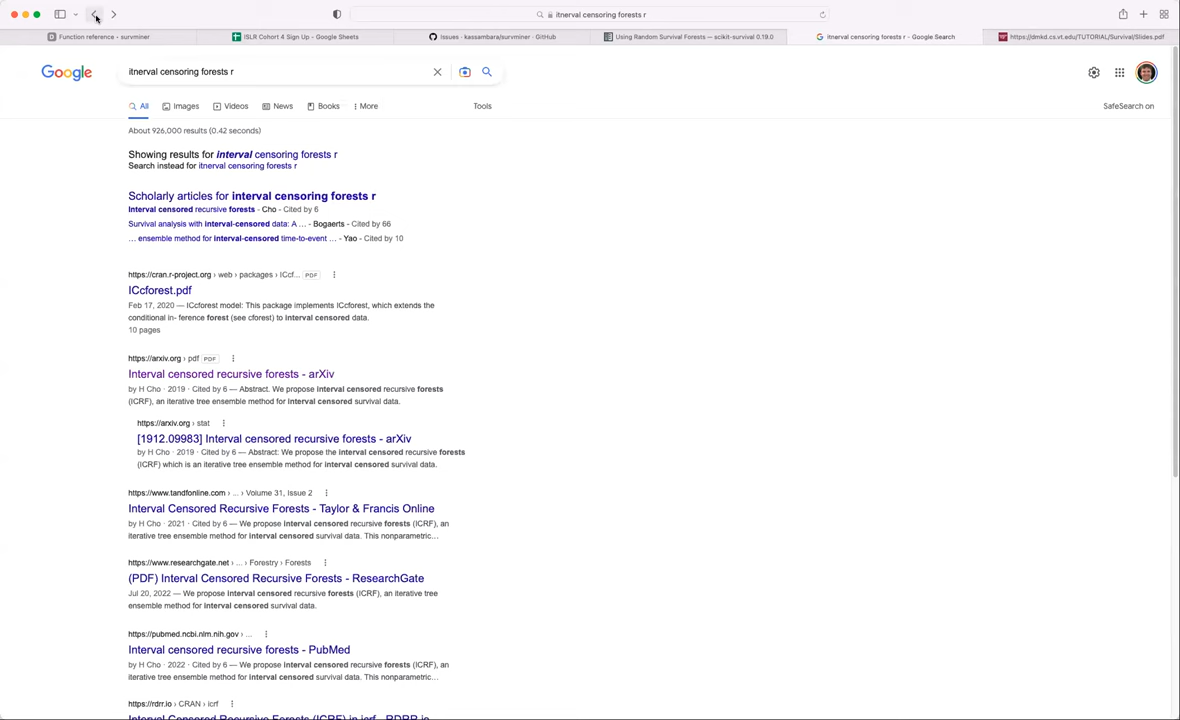 itnerval censoring forests r
Function reference • survminer
ISLR Cohort 4 Sign Up - Google Sheets
Issues · kassambara/survminer · GitHub
Using Random Survival Forests — scikit-survival 0.19.0
itnerval censoring forests r - Google Search
https://dmkd.cs.vt.edu/TUTORIAL/Survival/Slides.pdf
Google
itnerval censoring forests r
All
Images
Videos
News
Books
More
Tools
SafeSearch on
About 926,000 results (0.42 seconds)
Showing results for interval censoring forests r
Search instead for itnerval censoring forests r
Scholarly articles for interval censoring forests r
Interval censored recursive forests - Cho - Cited by 6
Survival analysis with interval-censored data: A … - Bogaerts - Cited by 66
… ensemble method for interval-censored time-to-event … - Yao - Cited by 10
https://cran.r-project.org › web › packages › ICcf... PDF
ICcforest.pdf
Feb 17, 2020 — ICcforest model: This package implements ICcforest, which extends the
conditional in- ference forest (see cforest) to interval censored data.
10 pages
https://arxiv.org › pdf PDF
Interval censored recursive forests - arXiv
by H Cho · 2019 · Cited by 6 — Abstract. We propose interval censored recursive forests
(ICRF), an iterative tree ensemble method for interval censored survival data.
https://arxiv.org › stat
[1912.09983] Interval censored recursive forests - arXiv
by H Cho · 2019 · Cited by 6 — Abstract: We propose the interval censored recursive forests
(ICRF) which is an iterative tree ensemble method for interval censored survival data.
https://www.tandfonline.com › ... › Volume 31, Issue 2
Interval Censored Recursive Forests - Taylor & Francis Online
by H Cho · 2021 · Cited by 6 — We propose interval censored recursive forests (ICRF), an
iterative tree ensemble method for interval censored survival data. This nonparametric...
https://www.researchgate.net › ... › Forestry › Forests
(PDF) Interval Censored Recursive Forests - ResearchGate
Jul 20, 2022 — We propose interval censored recursive forests (ICRF), an iterative tree
ensemble method for interval censored survival data.
https://pubmed.ncbi.nlm.nih.gov › ...
Interval censored recursive forests - PubMed
by H Cho · 2022 · Cited by 6 — We propose interval censored recursive forests (ICRF), an
iterative tree ensemble method for interval censored survival data. This nonparametric...
https://rdrr.io › CRAN › icrf
Interval Censored Recursive Forests (ICRF) in icrf - RDRR.io